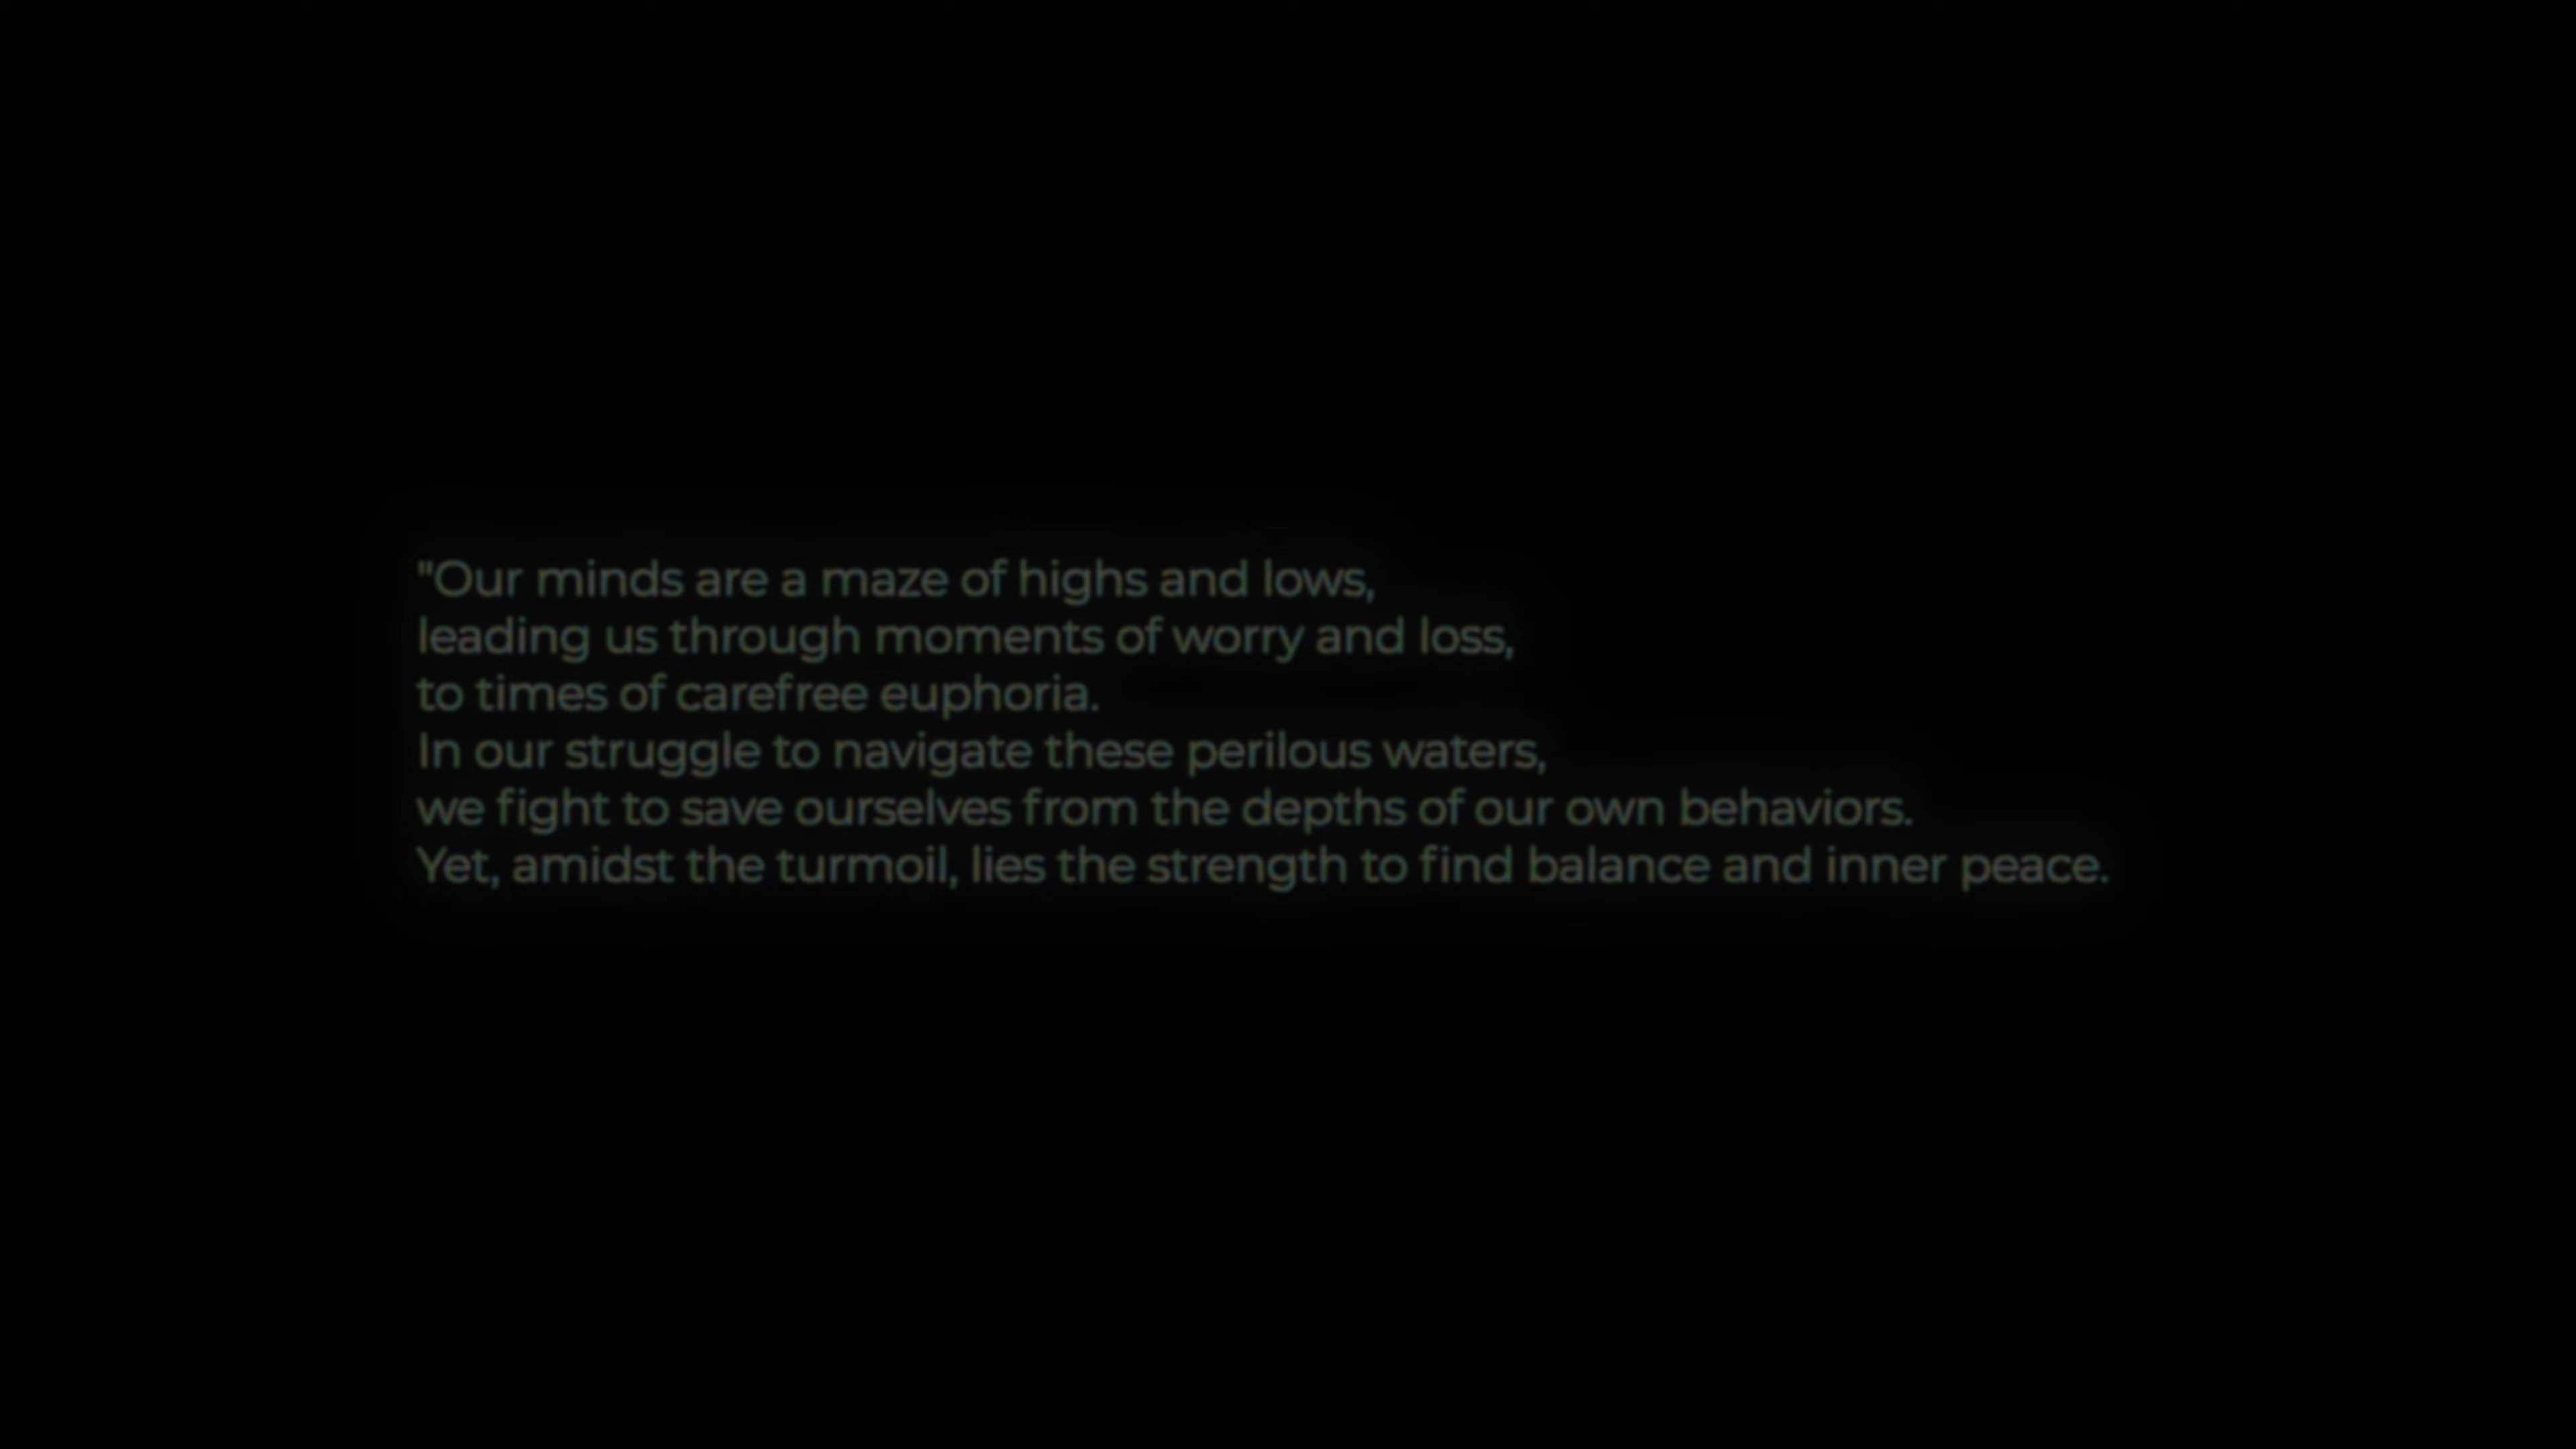 "Our minds are a maze of highs and lows,
leading us through moments of worry and loss,
to times of carefree euphoria.
In our struggle to navigate these perilous waters,
we fight to save ourselves from the depths of our own behaviors.
Yet, amidst the turmoil, lies the strength to find balance and inner peace.